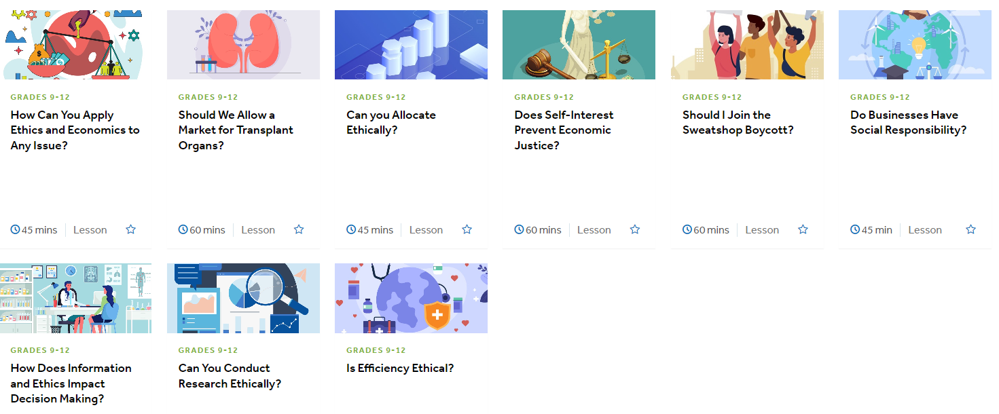 GRADES 9-12
How Can You Apply
Ethics and Economics to
Any Issue?
45 mins
Lesson
GRADES 9-12
Should We Allow a
Market for Transplant
Organs?
60 mins
Lesson
GRADES 9-12
Can you Allocate
Ethically?
45 mins
Lesson
GRADES 9-12
Does Self-Interest
Prevent Economic
Justice?
60 mins
Lesson
GRADES 9-12
Should I Join the
Sweatshop Boycott?
60 mins
Lesson
GRADES 9-12
Do Businesses Have
Social Responsibility?
45 min
Lesson
GRADES 9-12
How Does Information
and Ethics Impact
Decision Making?
GRADES 9-12
Can You Conduct
Research Ethically?
GRADES 9-12
Is Efficiency Ethical?